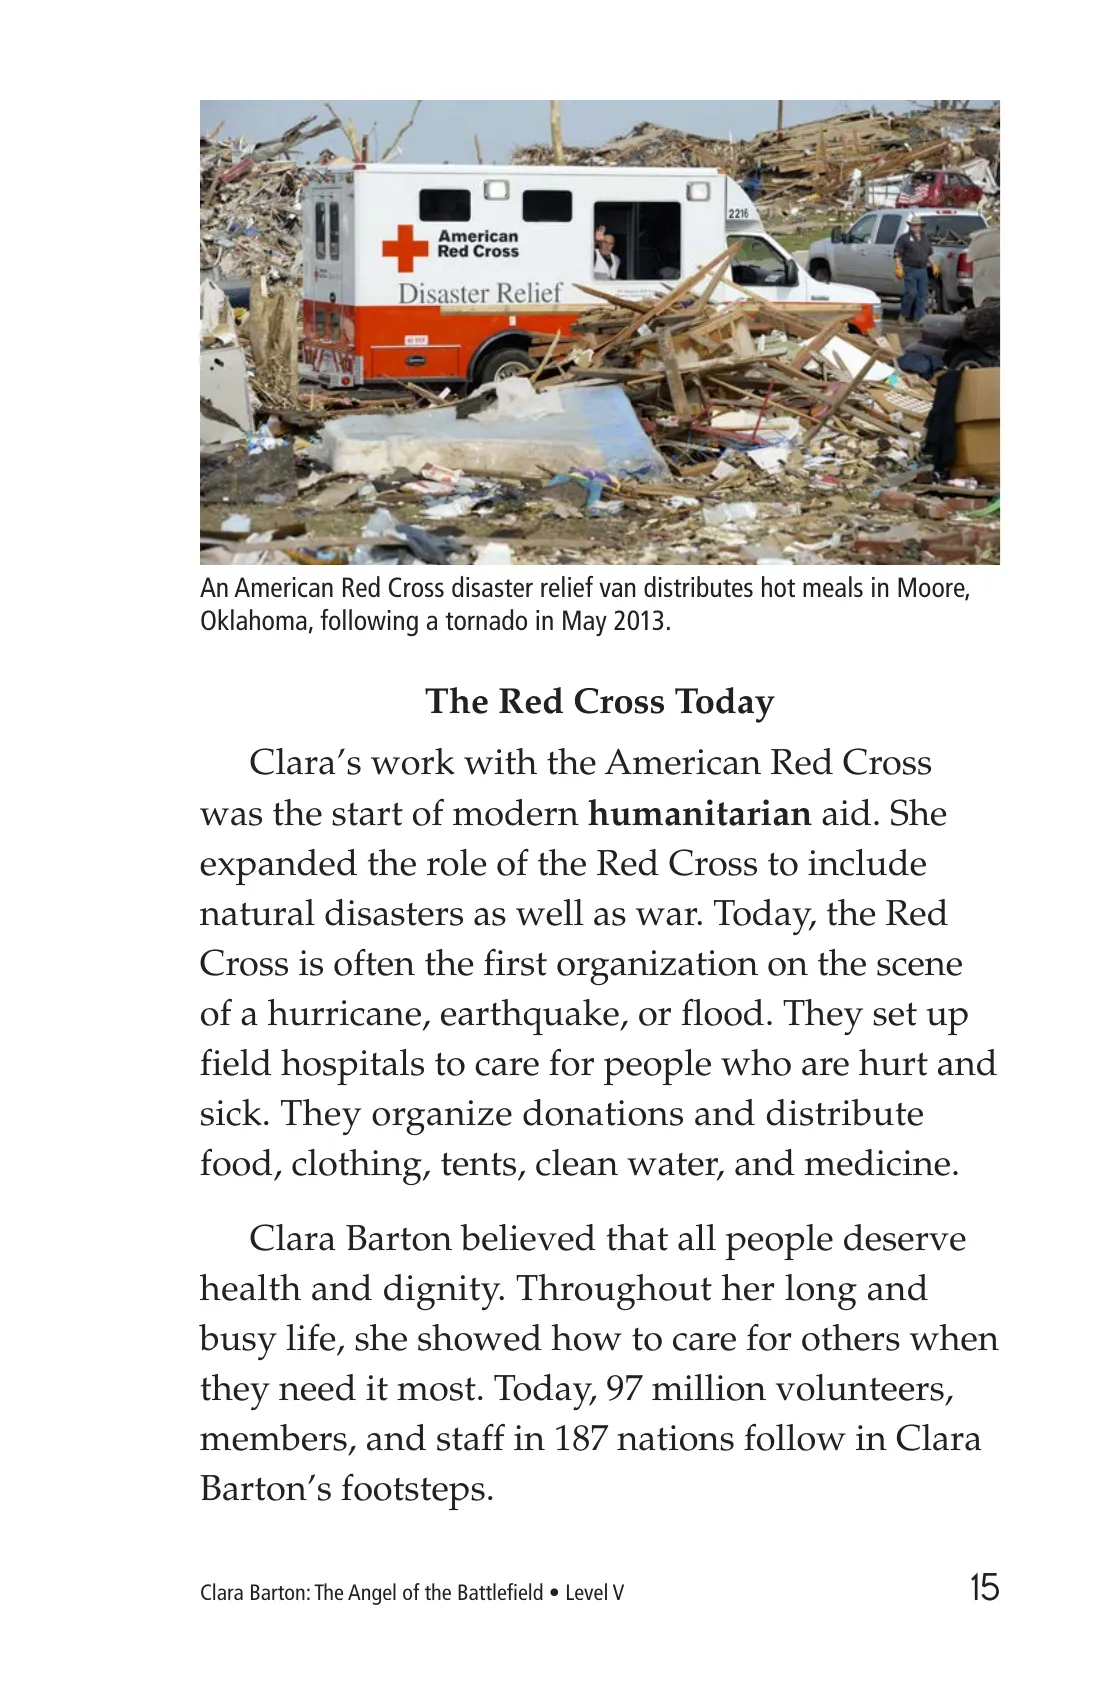 2216
American
Red Cross
Disaster Relief
An American Red Cross disaster relief van distributes hot meals in Moore,
Oklahoma, following a tornado in May 2013.
The Red Cross Today
Clara’s work with the American Red Cross
was the start of modern humanitarian aid. She
expanded the role of the Red Cross to include
natural disasters as well as war. Today, the Red
Cross is often the first organization on the scene
of a hurricane, earthquake, or flood. They set up
field hospitals to care for people who are hurt and
sick. They organize donations and distribute
food, clothing, tents, clean water, and medicine.
Clara Barton believed that all people deserve
health and dignity. Throughout her long and
busy life, she showed how to care for others when
they need it most. Today, 97 million volunteers,
members, and staff in 187 nations follow in Clara
Barton’s footsteps.
Clara Barton: The Angel of the Battlefield • Level V
15